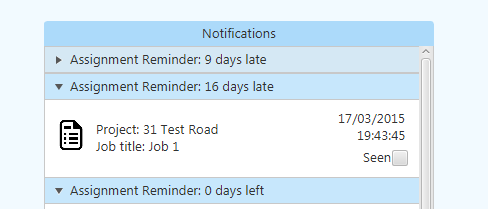 Notifications
Assignment Reminder: 9 days late
Assignment Reminder: 16 days late
Project: 31 Test Road
Job title: Job 1
17/03/2015
19:43:45
Seen
Assignment Reminder: 0 days left